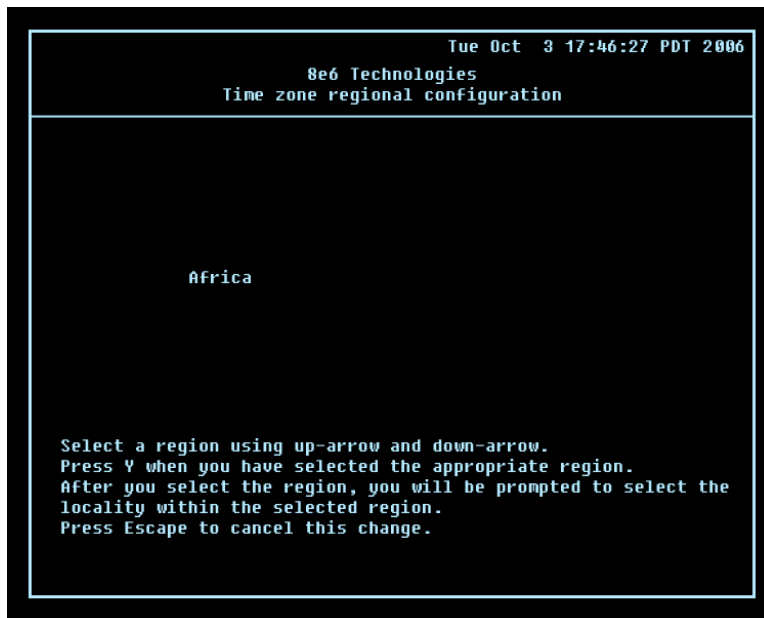 Tue Oct  3 17:46:27 PDT 2006
8e6 Technologies
Time zone regional configuration
Africa
Select a region using up-arrow and down-arrow.
Press Y when you have selected the appropriate region.
After you select the region, you will be prompted to select the
locality within the selected region.
Press Escape to cancel this change.